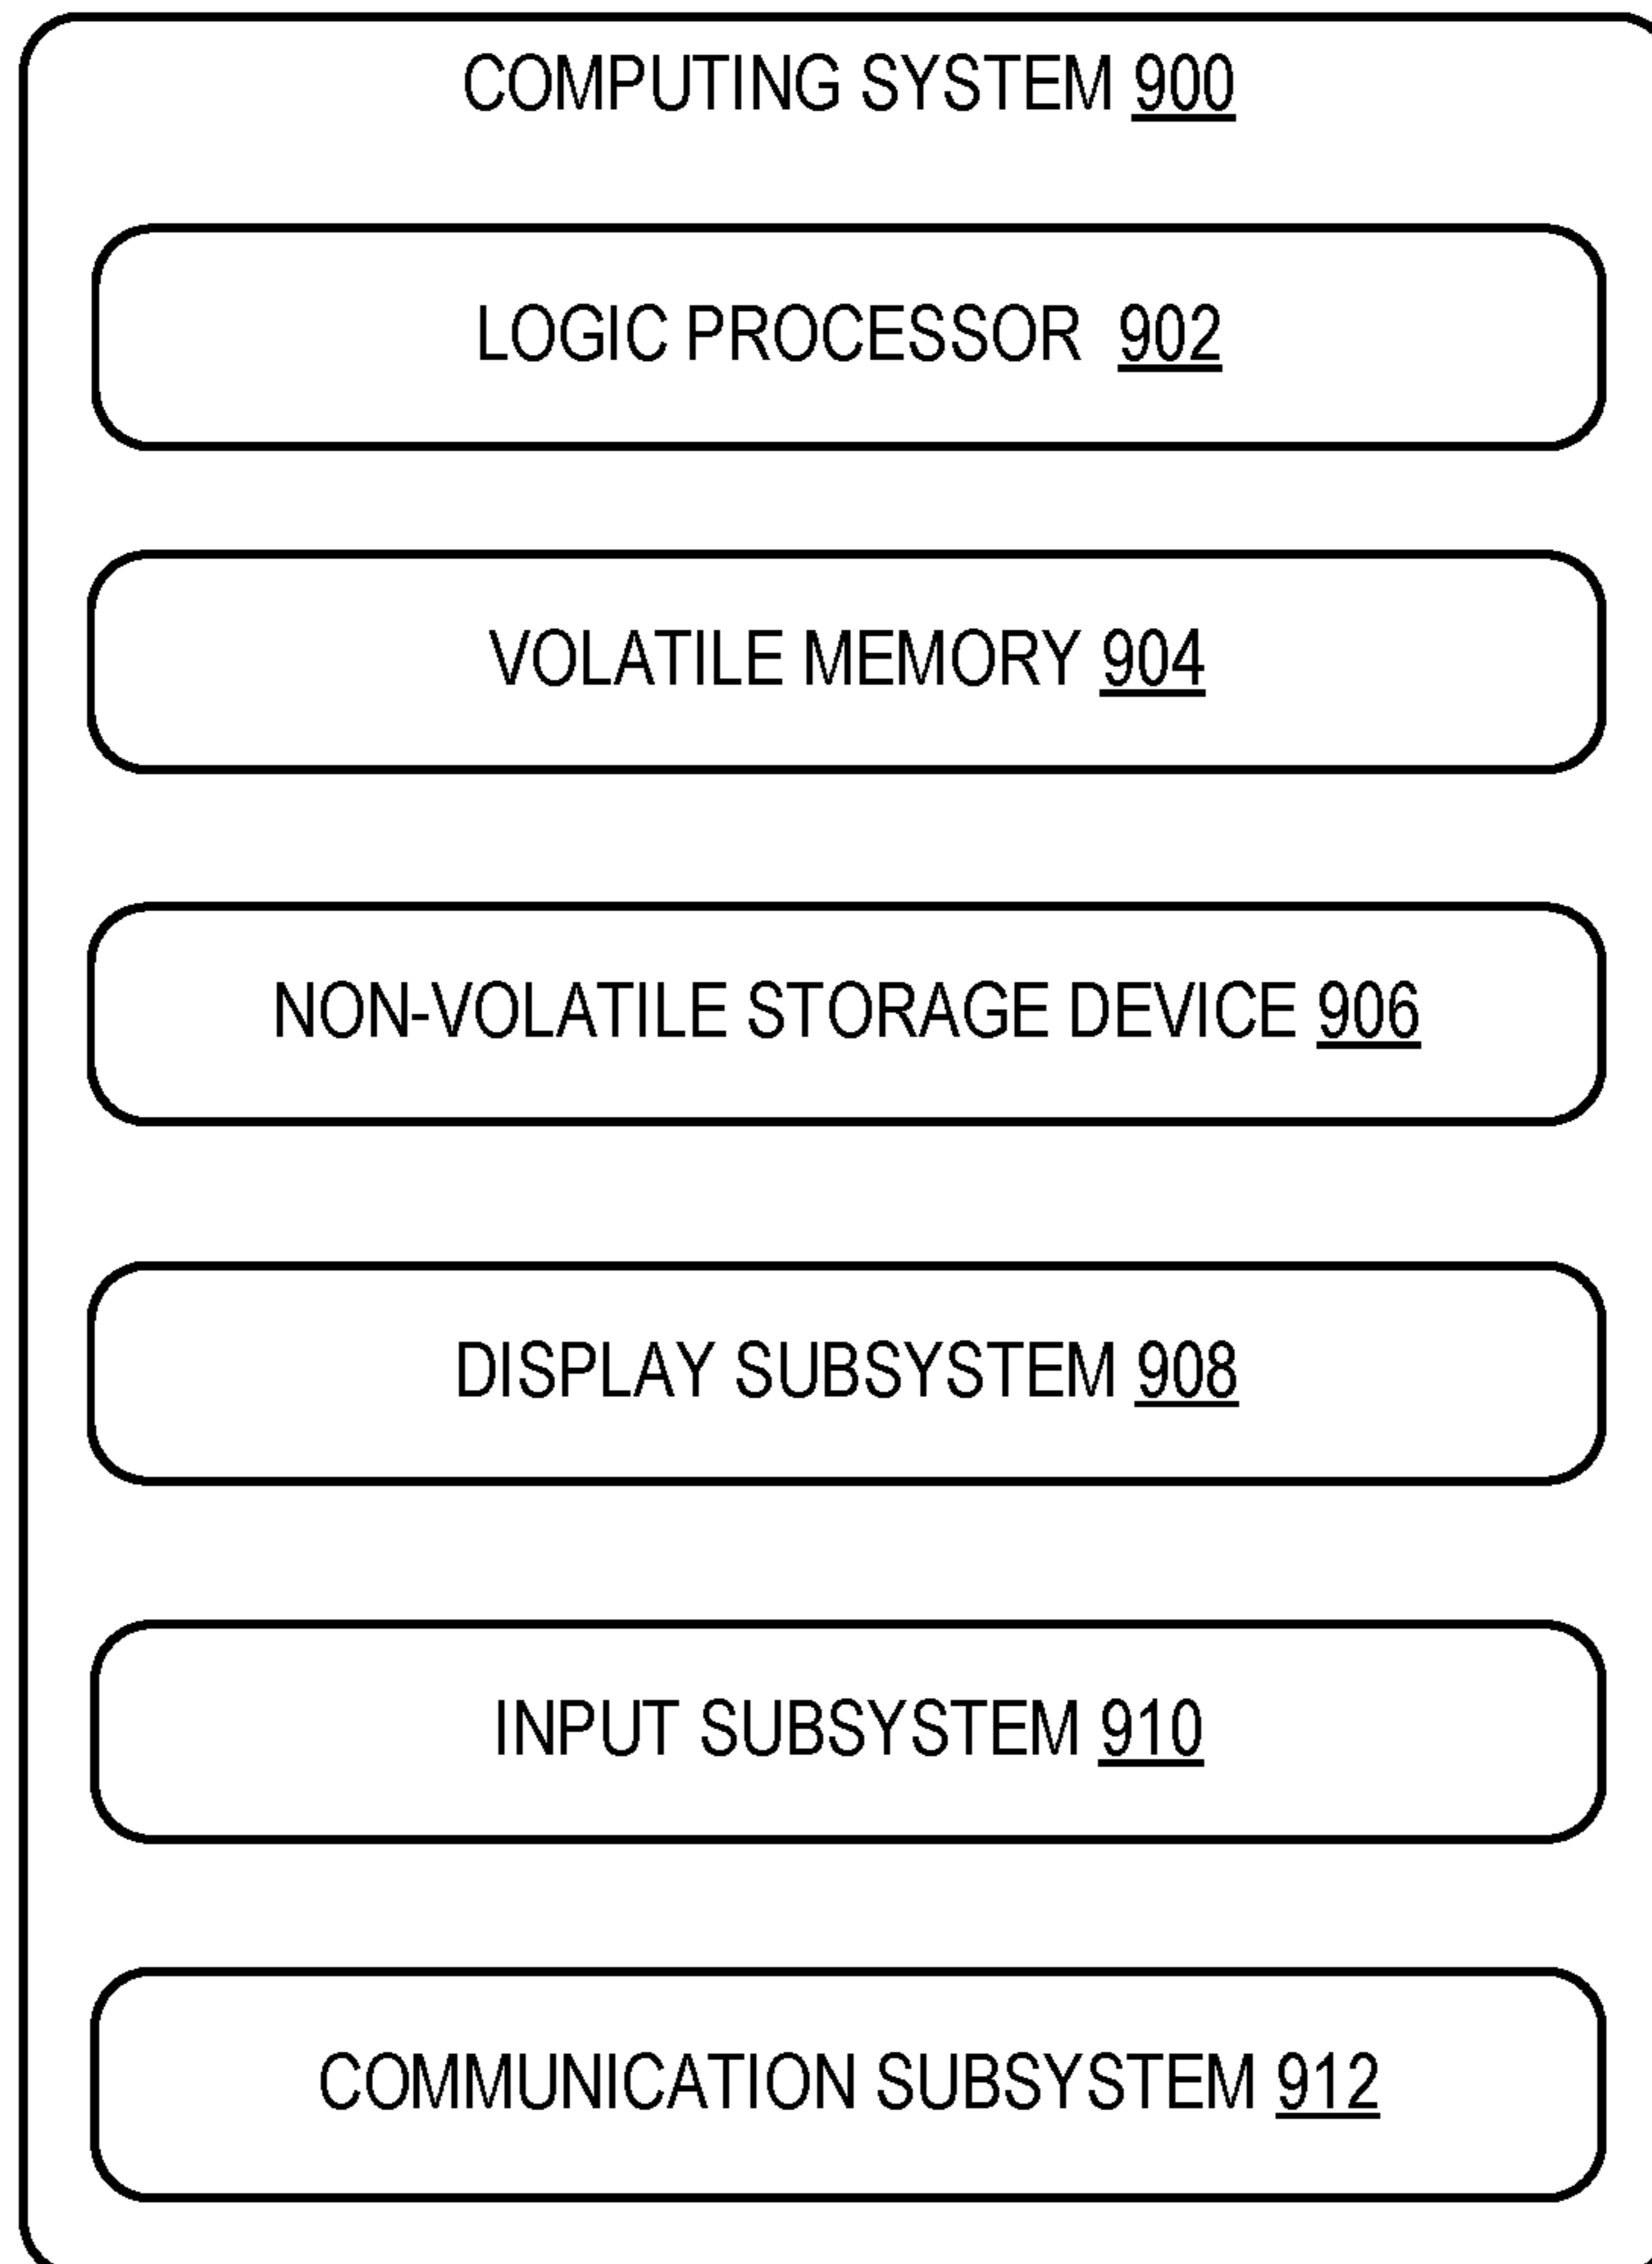 COMPUTING SYSTEM 900
LOGIC PROCESSOR 902
VOLATILE MEMORY 904
NON-VOLATILE STORAGE DEVICE 906
DISPLAY SUBSYSTEM 908
INPUT SUBSYSTEM 910
COMMUNICATION SUBSYSTEM 912